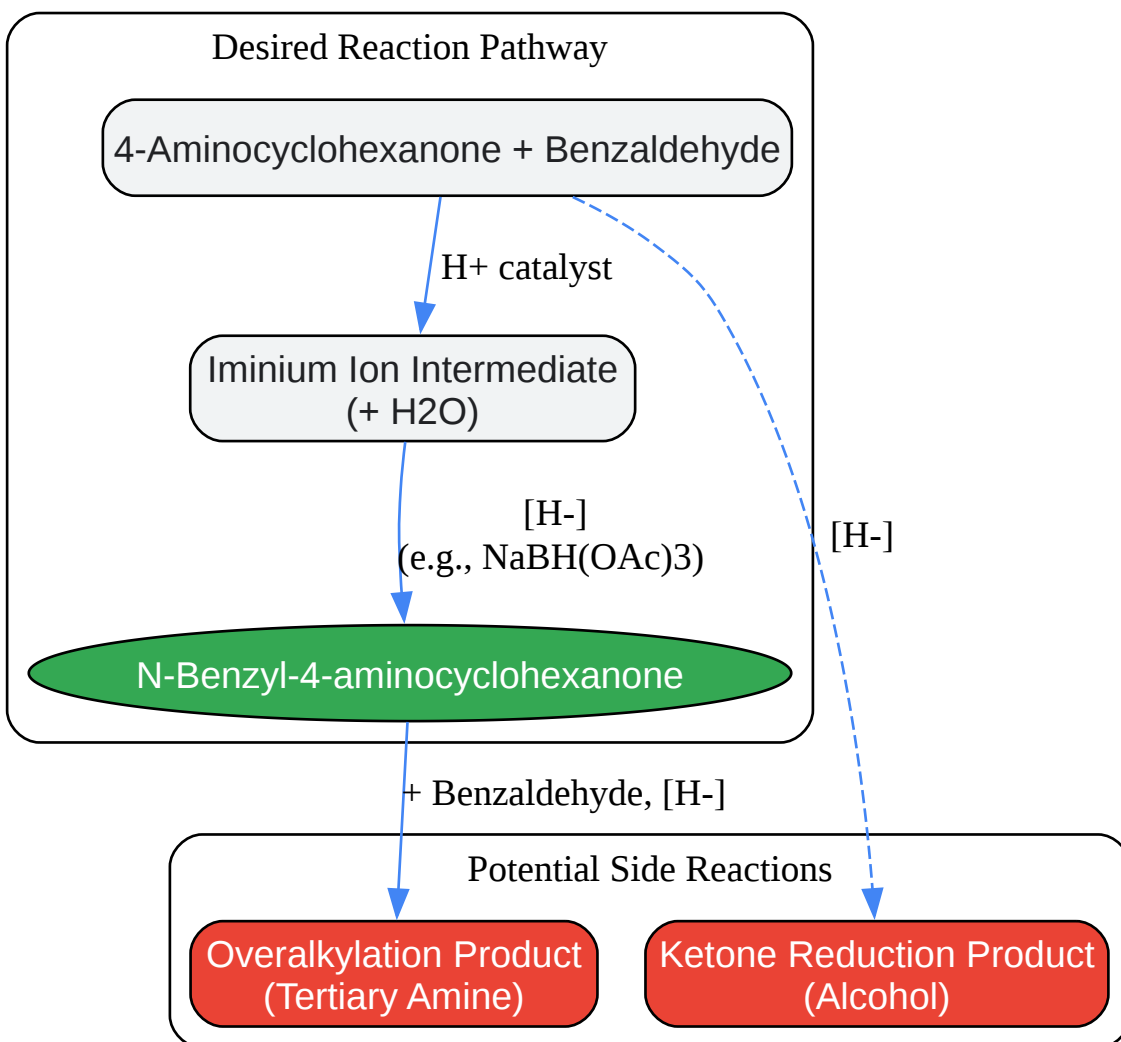 Desired Reaction Pathway
4-Aminocyclohexanone + Benzaldehyde
H+ catalyst
Iminium Ion Intermediate
(+ H2O)
[H-]
(e.g., NaBH(OAc)3)
[H-]
N-Benzyl-4-aminocyclohexanone
+ Benzaldehyde, [H-]
Potential Side Reactions
Overalkylation Product
(Tertiary Amine)
Ketone Reduction Product
(Alcohol)